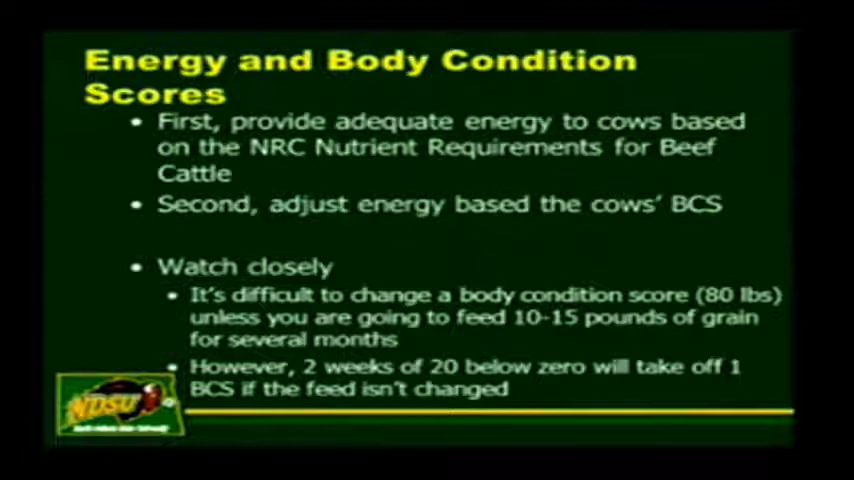 Energy and Body Condition
Scores
• First, provide adequate energy to cows based
on the NRC Nutrient Requirements for Beef
Cattle
• Second, adjust energy based the cows' BCS
• Watch closely
• It's difficult to change a body condition score (80 lbs)
unless you are going to feed 10-15 pounds of grain
for several months
• However, 2 weeks of 20 below zero will take off 1
BCS if the feed isn't changed
NDSU